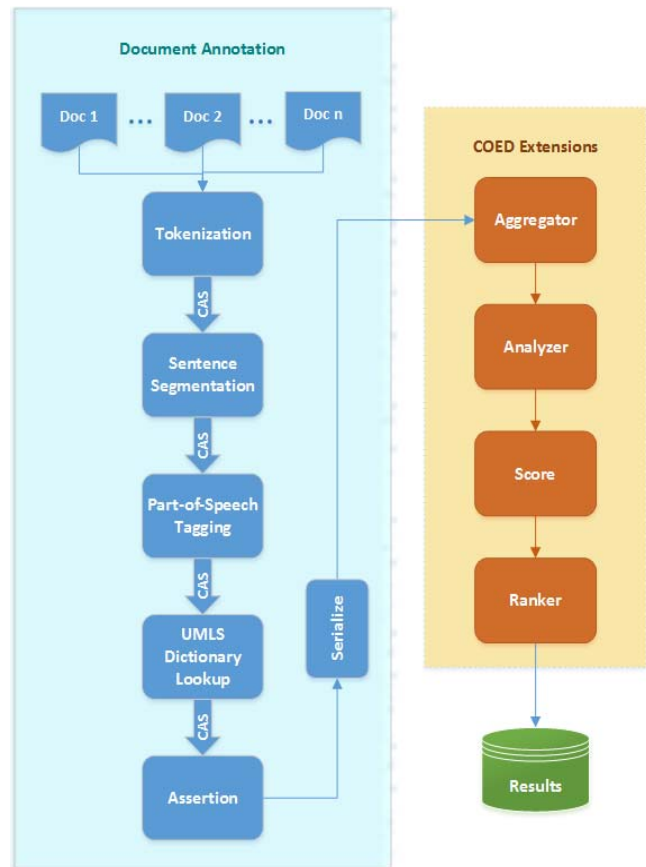 Document Annotation
Doc 1
...
Doc 2
...
Doc n
Tokenization
CAS
Sentence
Segmentation
CAS
Part-of-Speech
Tagging
CAS
UMLS
Dictionary
Lookup
CAS
Assertion
Serialize
COED Extensions
Aggregator
Analyzer
Score
Ranker
Results